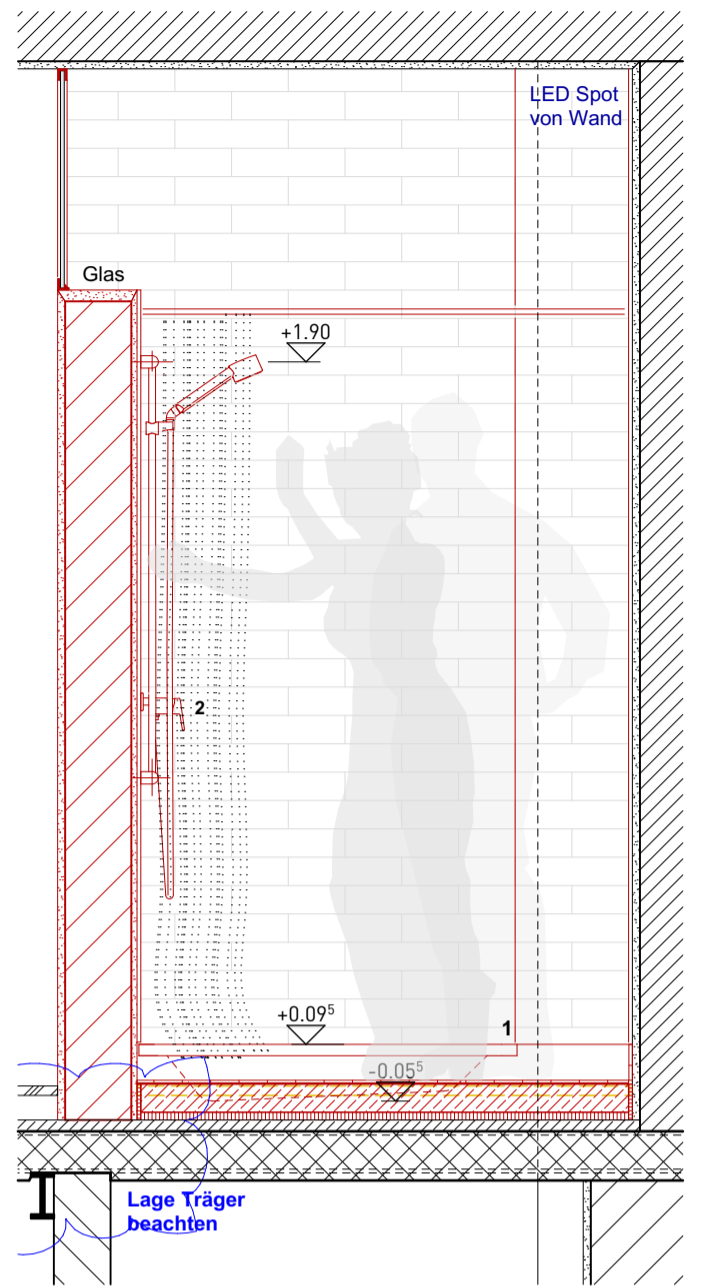 LED Spot
von Wand
Glas
+1.90
2
+0.09⁵
1
-0.05⁵
Lage Träger
beachten